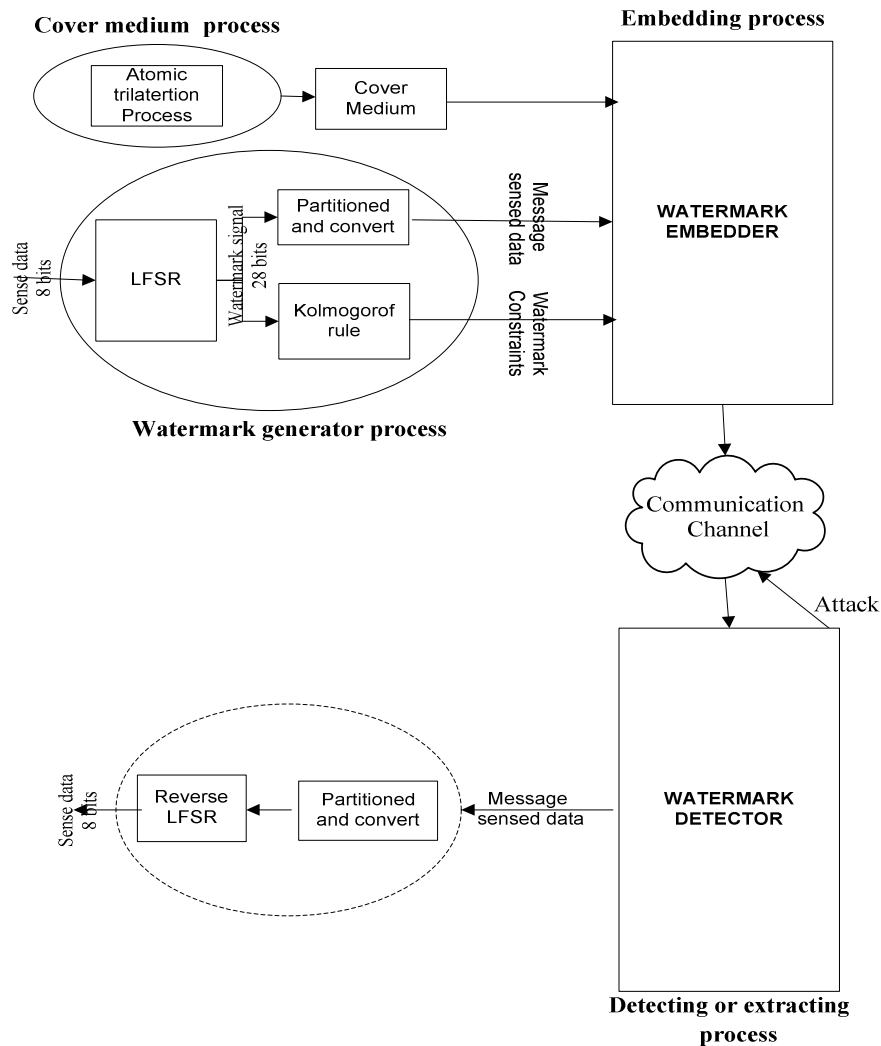 Cover medium process
Embedding process
Atomic
trilatertion
Process
Cover
Medium
Sense data
8 bits
LFSR
Watermark signal
28 bits
Partitioned
and convert
Message
sensed data
Kolmogorof
rule
Watermark
Constraints
WATERMARK
EMBEDDER
Watermark generator process
Communication
Channel
Attack
Sense data
8 bits
Reverse
LFSR
Partitioned
and convert
Message
sensed data
WATERMARK
DETECTOR
Detecting or extracting
process